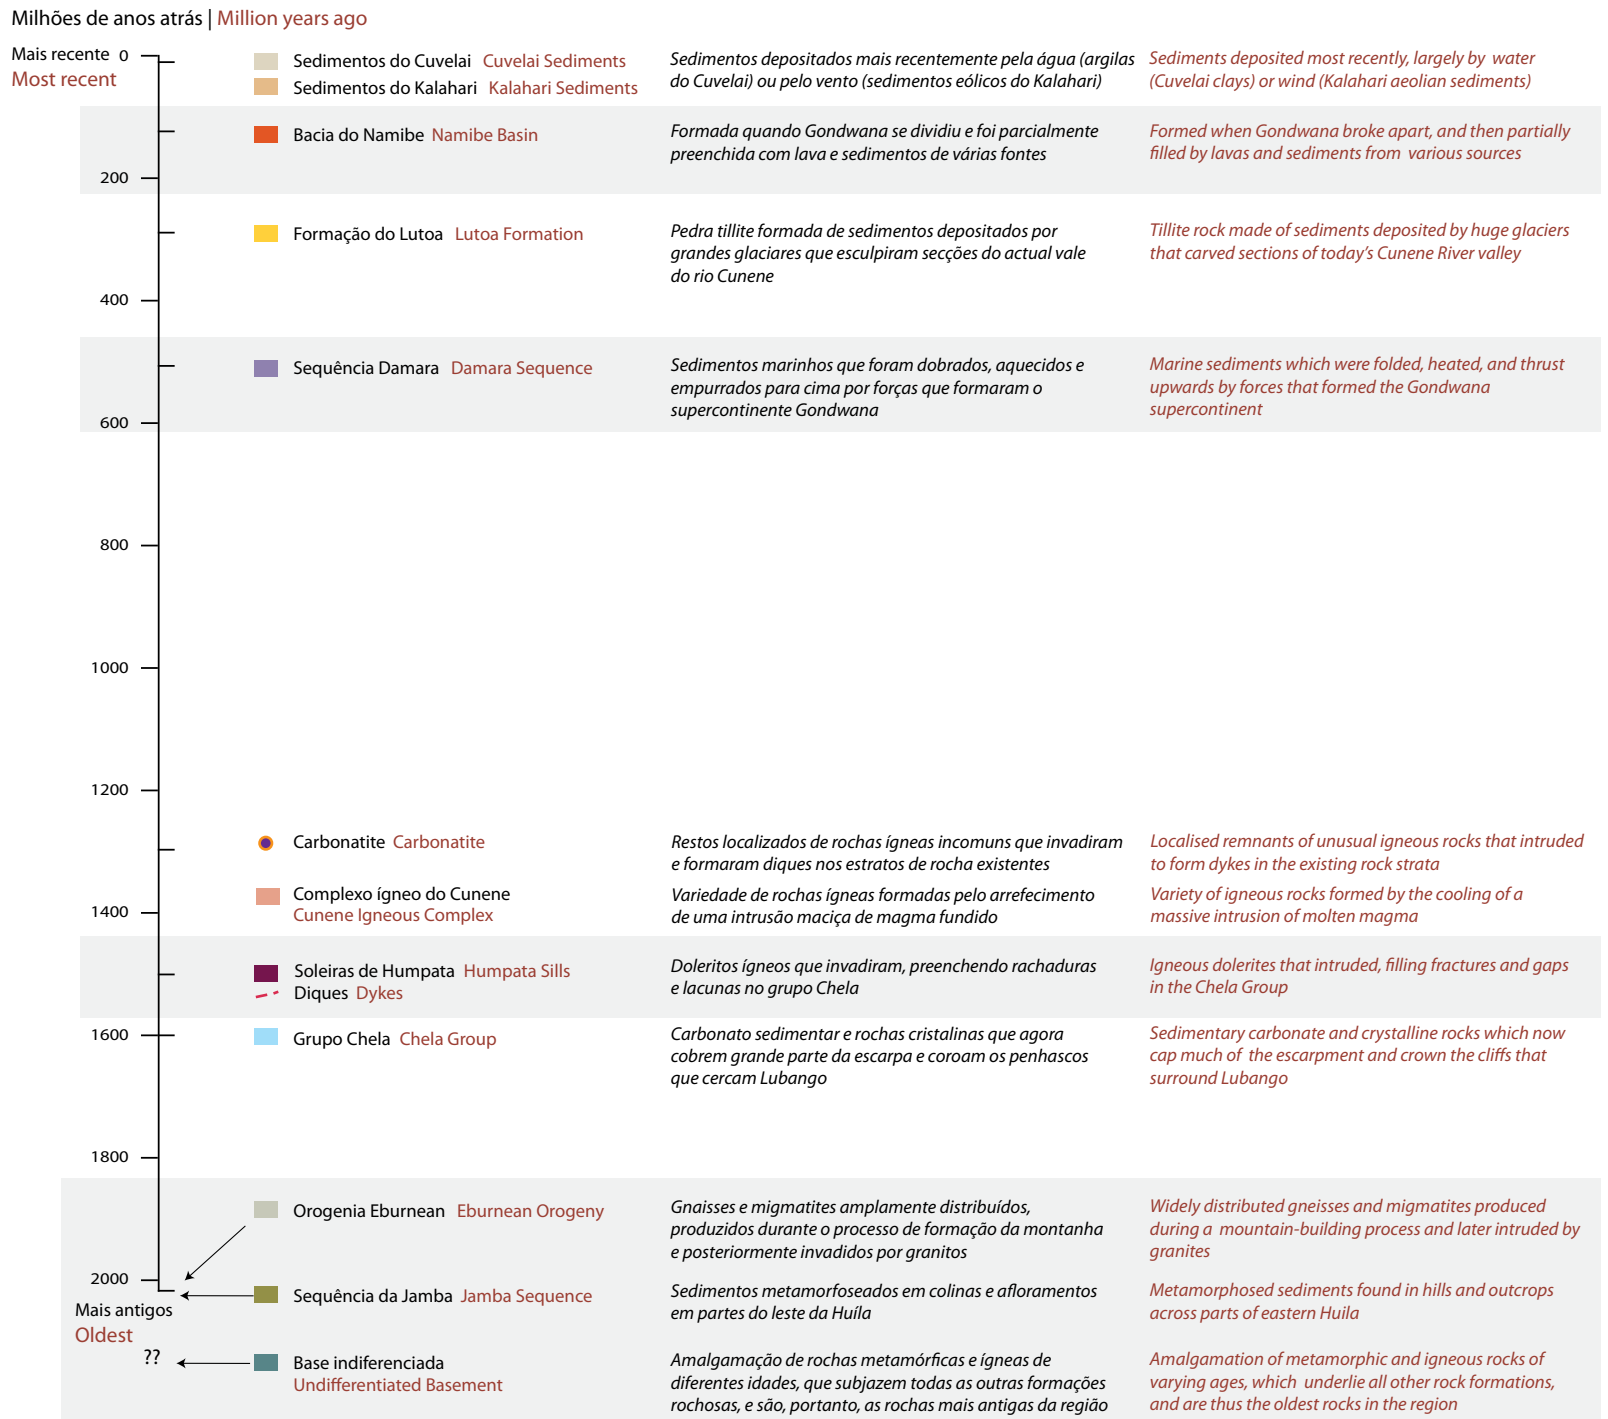 Milhões de anos atrás | Million years ago
Mais recente 0
Most recent
Sedimentos do Cuvelai Cuvelai Sediments
Sedimentos do Kalahari Kalahari Sediments
Sedimentos depositados mais recentemente pela água (argilas
do Cuvelai) ou pelo vento (sedimentos eólicos do Kalahari)
Sediments deposited most recently, largely by water
(Cuvelai clays) or wind (Kalahari aeolian sediments)
Bacia do Namibe Namibe Basin
Formada quando Gondwana se dividiu e foi parcialmente
preenchida com lava e sedimentos de várias fontes
Formed when Gondwana broke apart, and then partially
filled by lavas and sediments from various sources
200
Formação do Lutoa Lutoa Formation
Pedra tillite formada de sedimentos depositados por
grandes glaciares que esculpiram secções do actual vale
do rio Cunene
Tillite rock made of sediments deposited by huge glaciers
that carved sections of today's Cunene River valley
400
Sequência Damara Damara Sequence
Sedimentos marinhos que foram dobrados, aquecidos e
empurrados para cima por forças que formaram o
supercontinente Gondwana
Marine sediments which were folded, heated, and thrust
upwards by forces that formed the Gondwana
supercontinent
600
800
1000
1200
Carbonatite Carbonatite
Restos localizados de rochas ígneas incomuns que invadiram
e formaram diques nos estratos de rocha existentes
Localised remnants of unusual igneous rocks that intruded
to form dykes in the existing rock strata
Complexo ígneo do Cunene
Cunene Igneous Complex
Variedade de rochas ígneas formadas pelo arrefecimento
de uma intrusão maciça de magma fundido
Variety of igneous rocks formed by the cooling of a
massive intrusion of molten magma
1400
Soleiras de Humpata Humpata Sills
Diques Dykes
Doleritos ígneos que invadiram, preenchendo rachaduras
e lacunas no grupo Chela
Igneous dolerites that intruded, filling fractures and gaps
in the Chela Group
1600
Grupo Chela Chela Group
Carbonato sedimentar e rochas cristalinas que agora
cobrem grande parte da escarpa e coroam os penhascos
que cercam Lubango
Sedimentary carbonate and crystalline rocks which now
cap much of the escarpment and crown the cliffs that
surround Lubango
1800
Orogenia Eburnean Eburnean Orogeny
Gnaisses e migmatites amplamente distribuídos,
produzidos durante o processo de formação da montanha
e posteriormente invadidos por granitos
Widely distributed gneisses and migmatites produced
during a mountain-building process and later intruded by
granites
2000
Sequência da Jamba Jamba Sequence
Sedimentos metamorfoseados em colinas e afloramentos
em partes do leste da Huíla
Metamorphosed sediments found in hills and outcrops
across parts of eastern Huila
Mais antigos
Oldest
??
Base indiferenciada
Undifferentiated Basement
Amalgamação de rochas metamórficas e ígneas de
diferentes idades, que subjazem todas as outras formações
rochosas, e são, portanto, as rochas mais antigas da região
Amalgamation of metamorphic and igneous rocks of
varying ages, which underlie all other rock formations,
and are thus the oldest rocks in the region